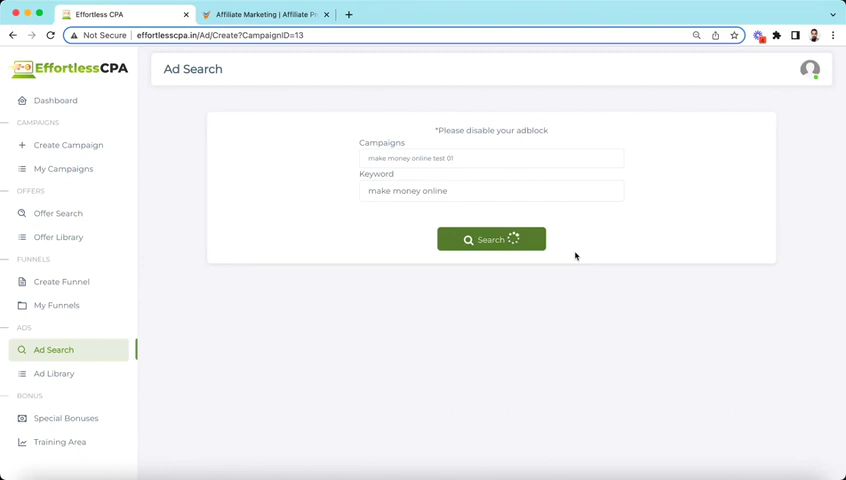 Effortless CPA
Affiliate Marketing | Affiliate Pr
Not Secure | effortlesscpa.in/Ad/Create?CampaignID=13
EffortlessCPA
Ad Search
Dashboard
CAMPAIGNS
Create Campaign
My Campaigns
OFFERS
Offer Search
Offer Library
FUNNELS
Create Funnel
My Funnels
ADS
Ad Search
Ad Library
BONUS
Special Bonuses
Training Area
*Please disable your adblock
Campaigns
make money online test 01
Keyword
make money online
Search